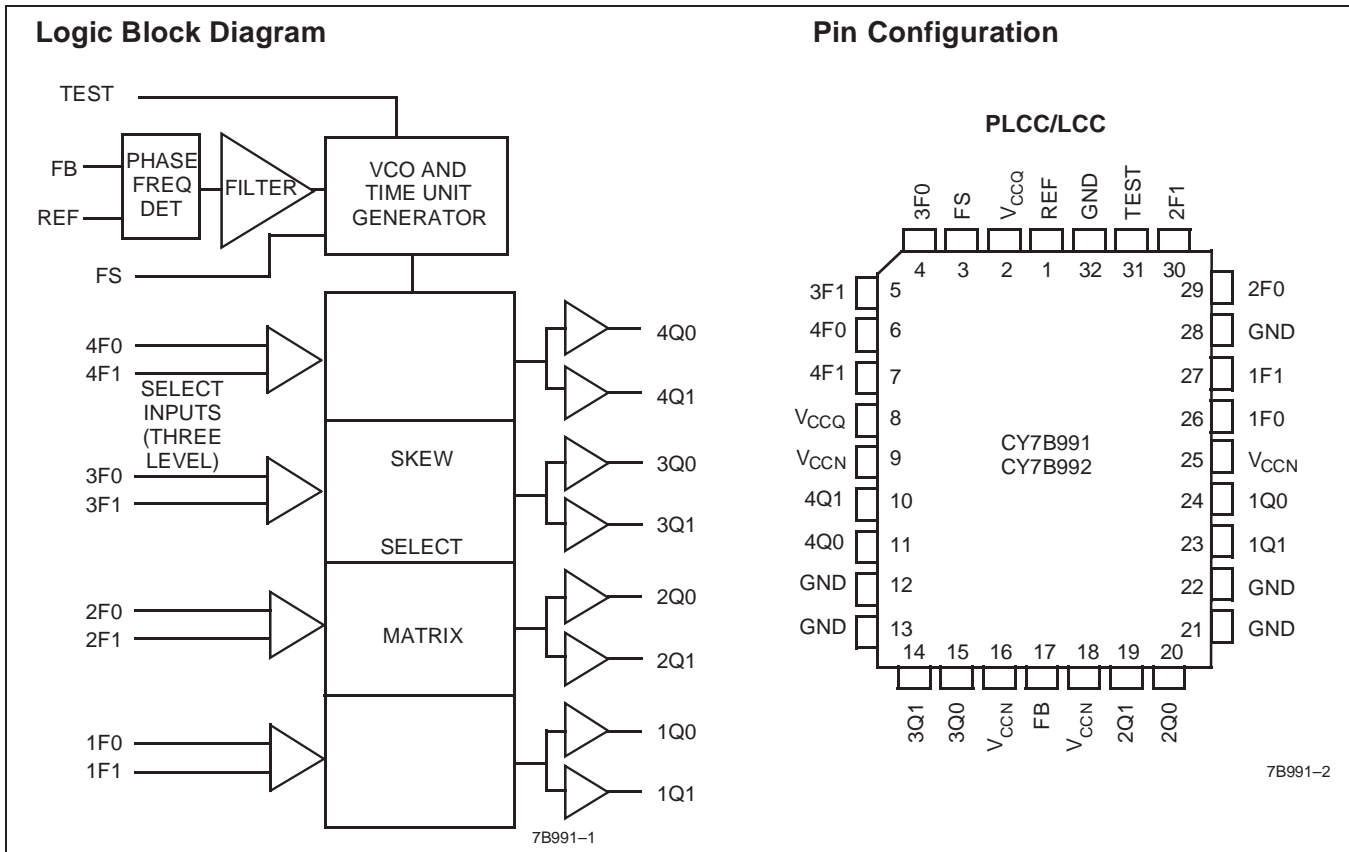 Logic Block Diagram
TEST
FB
REF
PHASE
FREQ
DET
FILTER
VCO AND
TIME UNIT
GENERATOR
FS
4F0
4F1
SELECT
INPUTS
(THREE
LEVEL)
3F0
3F1
2F0
2F1
1F0
1F1
SKEW
SELECT
MATRIX
4Q0
4Q1
3Q0
3Q1
2Q0
2Q1
1Q0
1Q1
7B991–1
Pin Configuration
PLCC/LCC
3F0
FS
VCCQ
REF
GND
TEST
2F1
4
3
2
1
32
31
30
3F1
5
4F0
6
4F1
7
VCCQ
8
VCCN
9
4Q1
10
4Q0
11
GND
12
GND
13
CY7B991
CY7B992
29
2F0
28
GND
27
1F1
26
1F0
25
VCCN
24
1Q0
23
1Q1
22
GND
21
GND
14
15
16
17
18
19
20
3Q1
3Q0
VCCN
FB
VCCN
2Q1
2Q0
7B991–2